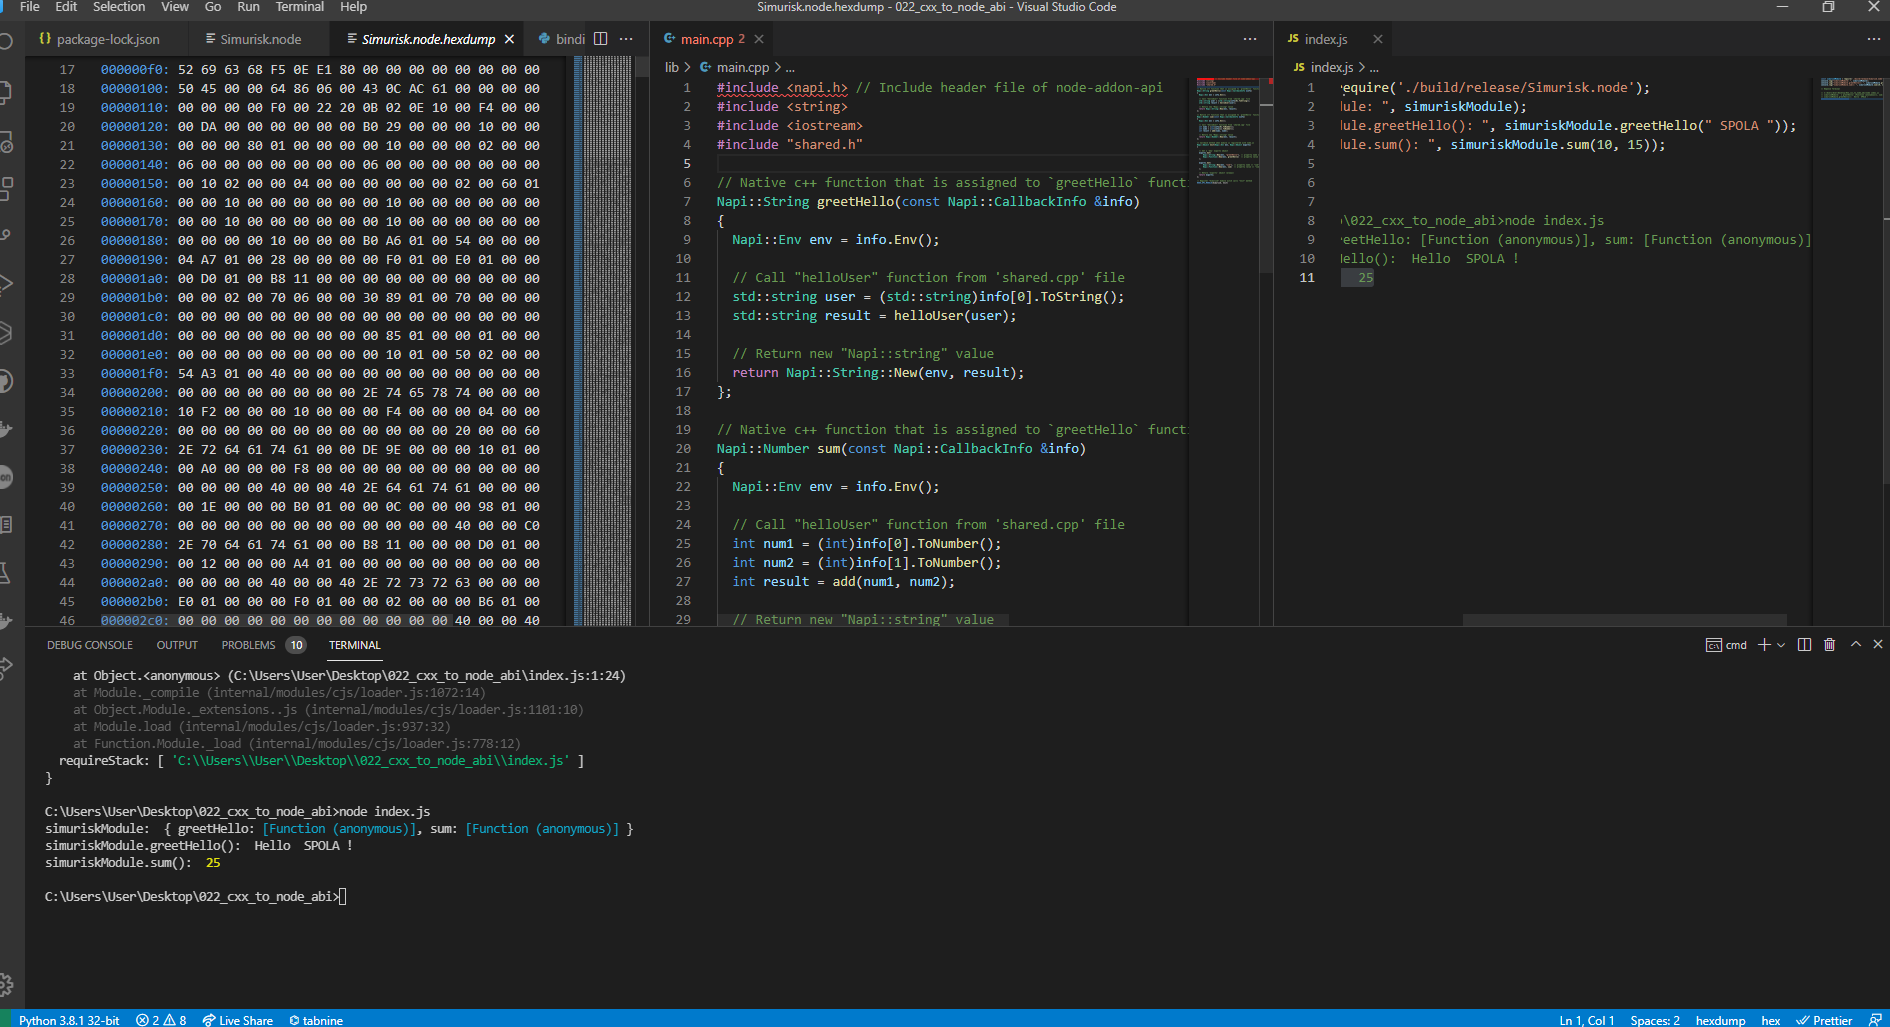 File Edit Selection View Go Run Terminal Help
Simurisk.node.hexdump - 022_cxx_to_node_abi - Visual Studio Code
{} package-lock.json
Simurisk.node
Simurisk.node.hexdump
bindi
17 000000f0: 52 69 63 68 F5 0E E1 80 00 00 00 00 00 00 00 00
18 00000100: 50 45 00 00 64 86 06 00 43 0C AC 61 00 00 00 00
19 00000110: 00 00 00 00 F0 00 22 20 0B 02 0E 10 00 F4 00 00
20 00000120: 00 DA 00 00 00 00 00 00 B0 29 00 00 00 10 00 00
21 00000130: 00 00 00 80 01 00 00 00 00 10 00 00 00 02 00 00
22 00000140: 06 00 00 00 00 00 00 00 06 00 00 00 00 00 00 00
23 00000150: 00 10 02 00 00 04 00 00 00 00 00 00 02 00 60 01
24 00000160: 00 00 10 00 00 00 00 00 00 10 00 00 00 00 00 00
25 00000170: 00 00 10 00 00 00 00 00 00 10 00 00 00 00 00 00
26 00000180: 00 00 00 00 10 00 00 00 B0 A6 01 00 54 00 00 00
27 00000190: 04 A7 01 00 28 00 00 00 00 F0 01 00 E0 01 00 00
28 000001a0: 00 D0 01 00 B8 11 00 00 00 00 00 00 00 00 00 00
29 000001b0: 00 00 02 00 70 06 00 00 30 89 01 00 70 00 00 00
30 000001c0: 00 00 00 00 00 00 00 00 00 00 00 00 00 00 00 00
31 000001d0: 00 00 00 00 00 00 00 00 00 85 01 00 00 01 00 00
32 000001e0: 00 00 00 00 00 00 00 00 00 10 01 00 50 02 00 00
33 000001f0: 54 A3 01 00 40 00 00 00 00 00 00 00 00 00 00 00
34 00000200: 00 00 00 00 00 00 00 00 2E 74 65 78 74 00 00 00
35 00000210: 10 F2 00 00 00 10 00 00 00 F4 00 00 00 04 00 00
36 00000220: 00 00 00 00 00 00 00 00 00 00 00 00 20 00 00 60
37 00000230: 2E 72 64 61 74 61 00 00 DE 9E 00 00 00 10 01 00
38 00000240: 00 A0 00 00 00 F8 00 00 00 00 00 00 00 00 00 00
39 00000250: 00 00 00 00 40 00 00 40 2E 64 61 74 61 00 00 00
40 00000260: 00 1E 00 00 00 B0 01 00 00 0C 00 00 00 98 01 00
41 00000270: 00 00 00 00 00 00 00 00 00 00 00 00 40 00 00 C0
42 00000280: 2E 70 64 61 74 61 00 00 B8 11 00 00 00 D0 01 00
43 00000290: 00 12 00 00 00 A4 01 00 00 00 00 00 00 00 00 00
44 000002a0: 00 00 00 00 40 00 00 40 2E 72 73 72 63 00 00 00
45 000002b0: E0 01 00 00 00 F0 01 00 00 02 00 00 00 B6 01 00
46 000002c0: 00 00 00 00 00 00 00 00 00 00 00 00 40 00 00 40
main.cpp 2
lib > main.cpp > ...
1 #include <napi.h> // Include header file of node-addon-api
2 #include <string>
3 #include <iostream>
4 #include "shared.h"
5
6 // Native c++ function that is assigned to `greetHello` functi
7 Napi::String greetHello(const Napi::CallbackInfo &info)
8 {
9 Napi::Env env = info.Env();
10
11 // Call "helloUser" function from 'shared.cpp' file
12 std::string user = (std::string)info[0].ToString();
13 std::string result = helloUser(user);
14
15 // Return new "Napi::string" value
16 return Napi::String::New(env, result);
17 };
18
19 // Native c++ function that is assigned to `greetHello` functi
20 Napi::Number sum(const Napi::CallbackInfo &info)
21 {
22 Napi::Env env = info.Env();
23
24 // Call "helloUser" function from 'shared.cpp' file
25 int num1 = (int)info[0].ToNumber();
26 int num2 = (int)info[1].ToNumber();
27 int result = add(num1, num2);
28
29 // Return new "Napi::string" value
JS index.js
JS index.js > ...
1 require('./build/release/Simurisk.node');
2 dule: ", simuriskModule);
3 dule.greetHello(): ", simuriskModule.greetHello(" SPOLA "));
4 dule.sum(): ", simuriskModule.sum(10, 15));
5
6
7
8 \022_cxx_to_node_abi>node index.js
9 reetHello: [Function (anonymous)], sum: [Function (anonymous)]
10 Hello(): Hello SPOLA !
11 25
DEBUG CONSOLE OUTPUT PROBLEMS 10 TERMINAL
cmd
at Object.<anonymous> (C:\Users\User\Desktop\022_cxx_to_node_abi\index.js:1:24)
at Module._compile (internal/modules/cjs/loader.js:1072:14)
at Object.Module._extensions..js (internal/modules/cjs/loader.js:1101:10)
at Module.load (internal/modules/cjs/loader.js:937:32)
at Function.Module._load (internal/modules/cjs/loader.js:778:12)
requireStack: [ 'C:\\Users\\User\\Desktop\\022_cxx_to_node_abi\\index.js' ]
}
C:\Users\User\Desktop\022_cxx_to_node_abi>node index.js
simuriskModule: { greetHello: [Function (anonymous)], sum: [Function (anonymous)] }
simuriskModule.greetHello(): Hello SPOLA !
simuriskModule.sum(): 25
C:\Users\User\Desktop\022_cxx_to_node_abi>
Python 3.8.1 32-bit 2 8 Live Share tabnine
Ln 1, Col 1 Spaces: 2 hexdump hex Prettier